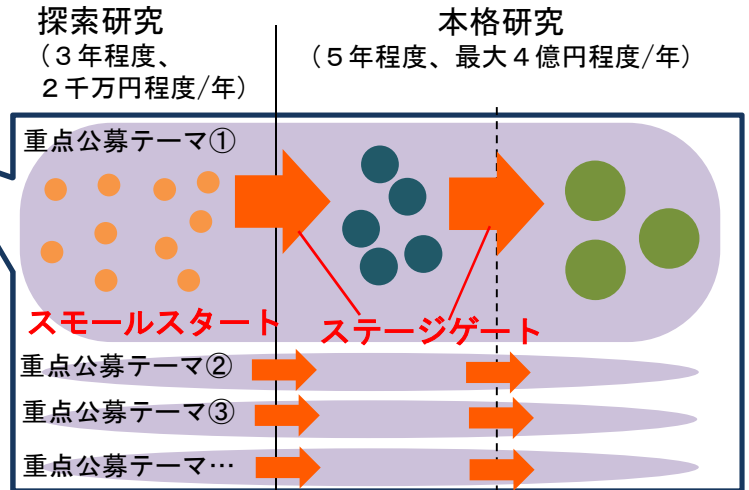 探索研究
（３年程度、
２千万円程度/年）
本格研究
（５年程度、最大４億円程度/年）
重点公募テーマ①
スモールスタート
ステージゲート
重点公募テーマ②
重点公募テーマ③
重点公募テーマ…